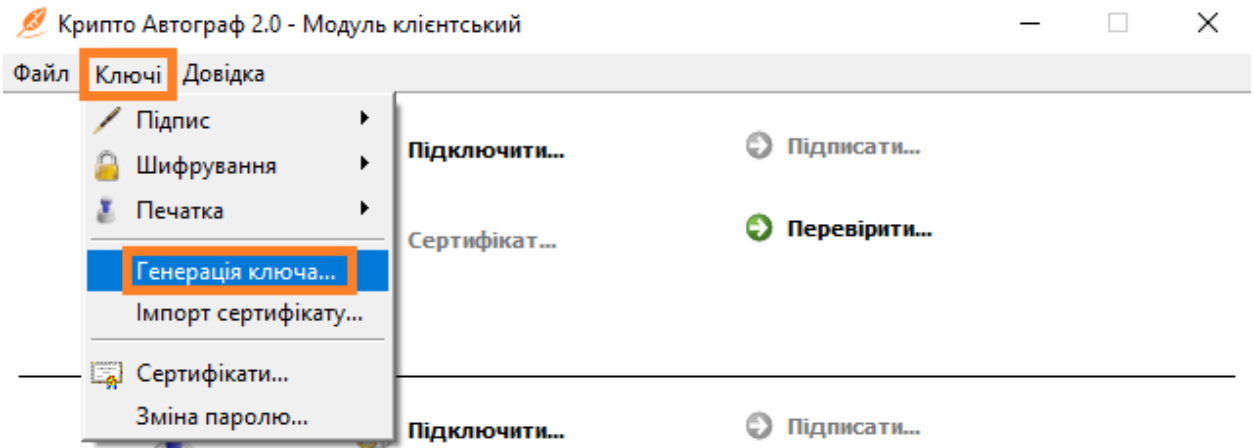 Крипто Автограф 2.0 - Модуль клієнтський
Файл Ключі Довідка
Підпис
Підключити... Підписати...
Шифрування
Печатка
Сертифікат... Перевірити...
Генерація ключа...
Імпорт сертифікату...
Сертифікати...
Зміна паролю...
Підключити... Підписати...